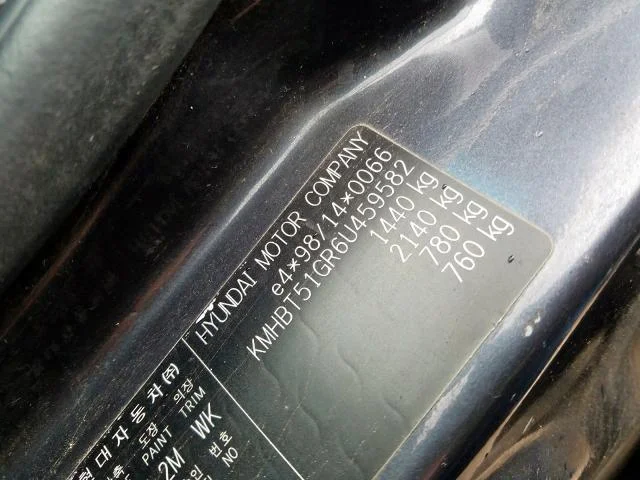 HYUNDAI MOTOR COMPANY
e4*98/14*0066
KMHBT51GR6U459582
1440 kg
2140 kg
780 kg
760 kg
대자동차(주)
도장 의장
PAINT TRIM
2M WK
번호
NO